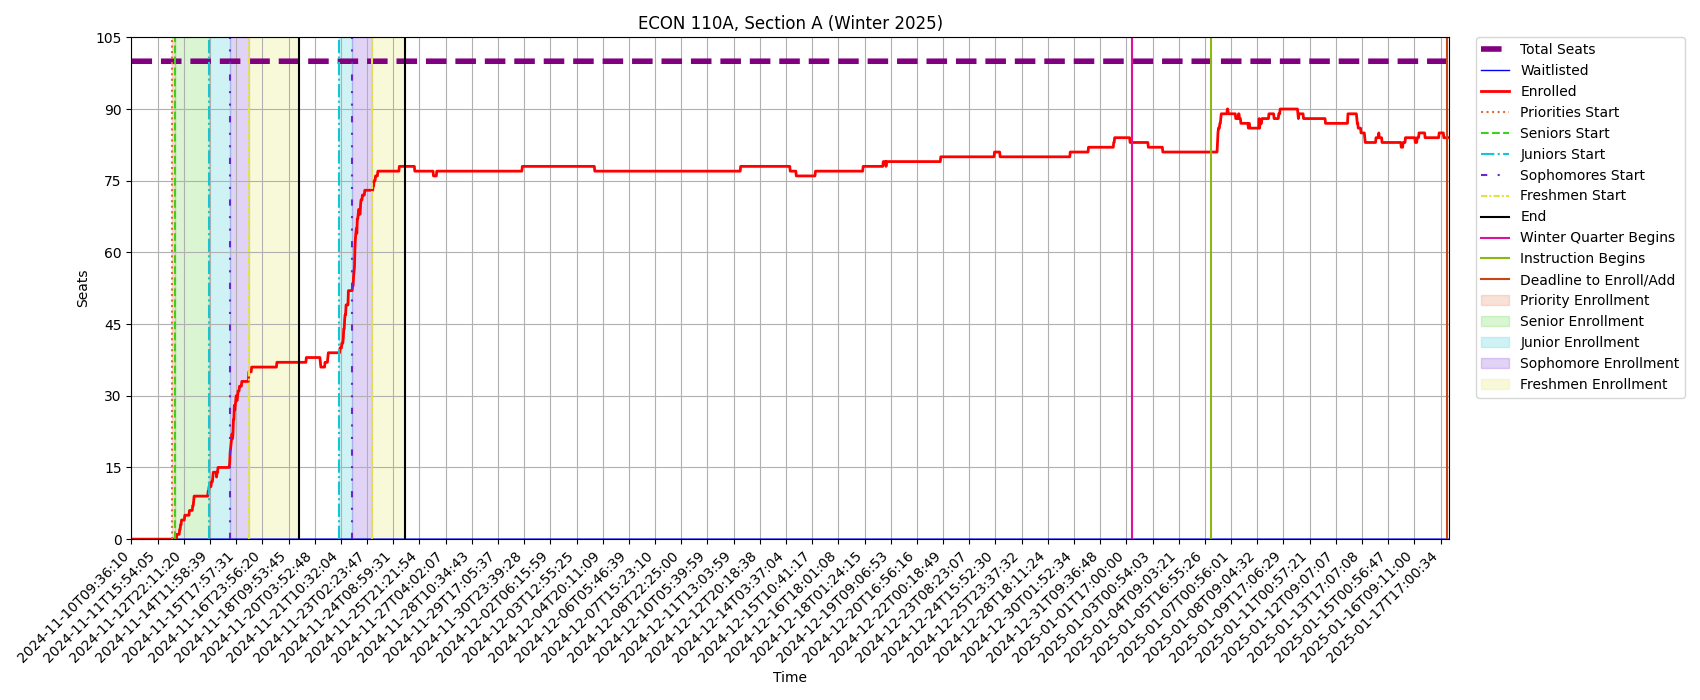 ECON 110A, Section A (Winter 2025)
105
90
75
60
45
30
15
0
Seats
2024-11-10T09:36:10
2024-11-11T15:54:05
2024-11-12T22:11:20
2024-11-14T11:58:39
2024-11-15T17:57:31
2024-11-16T23:56:20
2024-11-18T09:53:45
2024-11-20T03:52:48
2024-11-21T10:32:04
2024-11-23T02:23:47
2024-11-24T08:59:31
2024-11-25T21:21:54
2024-11-27T04:02:07
2024-11-28T10:34:43
2024-11-29T17:05:37
2024-11-30T23:39:28
2024-12-02T06:15:59
2024-12-03T12:55:25
2024-12-04T20:11:09
2024-12-06T05:46:39
2024-12-07T15:23:10
2024-12-08T22:25:00
2024-12-10T05:39:59
2024-12-11T13:03:59
2024-12-12T20:18:38
2024-12-14T03:37:04
2024-12-15T10:41:17
2024-12-16T18:01:08
2024-12-18T01:24:15
2024-12-19T09:06:53
2024-12-20T16:56:16
2024-12-22T00:18:49
2024-12-23T08:23:07
2024-12-24T15:52:30
2024-12-25T23:37:32
2024-12-28T18:11:24
2024-12-30T01:52:34
2024-12-31T09:36:48
2025-01-01T17:00:00
2025-01-03T00:54:03
2025-01-04T09:03:21
2025-01-05T16:55:26
2025-01-07T00:56:01
2025-01-08T09:04:32
2025-01-09T17:06:29
2025-01-11T00:57:21
2025-01-12T09:07:07
2025-01-13T17:07:08
2025-01-15T00:56:47
2025-01-16T09:11:00
2025-01-17T17:00:34
Time
Total Seats
Waitlisted
Enrolled
Priorities Start
Seniors Start
Juniors Start
Sophomores Start
Freshmen Start
End
Winter Quarter Begins
Instruction Begins
Deadline to Enroll/Add
Priority Enrollment
Senior Enrollment
Junior Enrollment
Sophomore Enrollment
Freshmen Enrollment